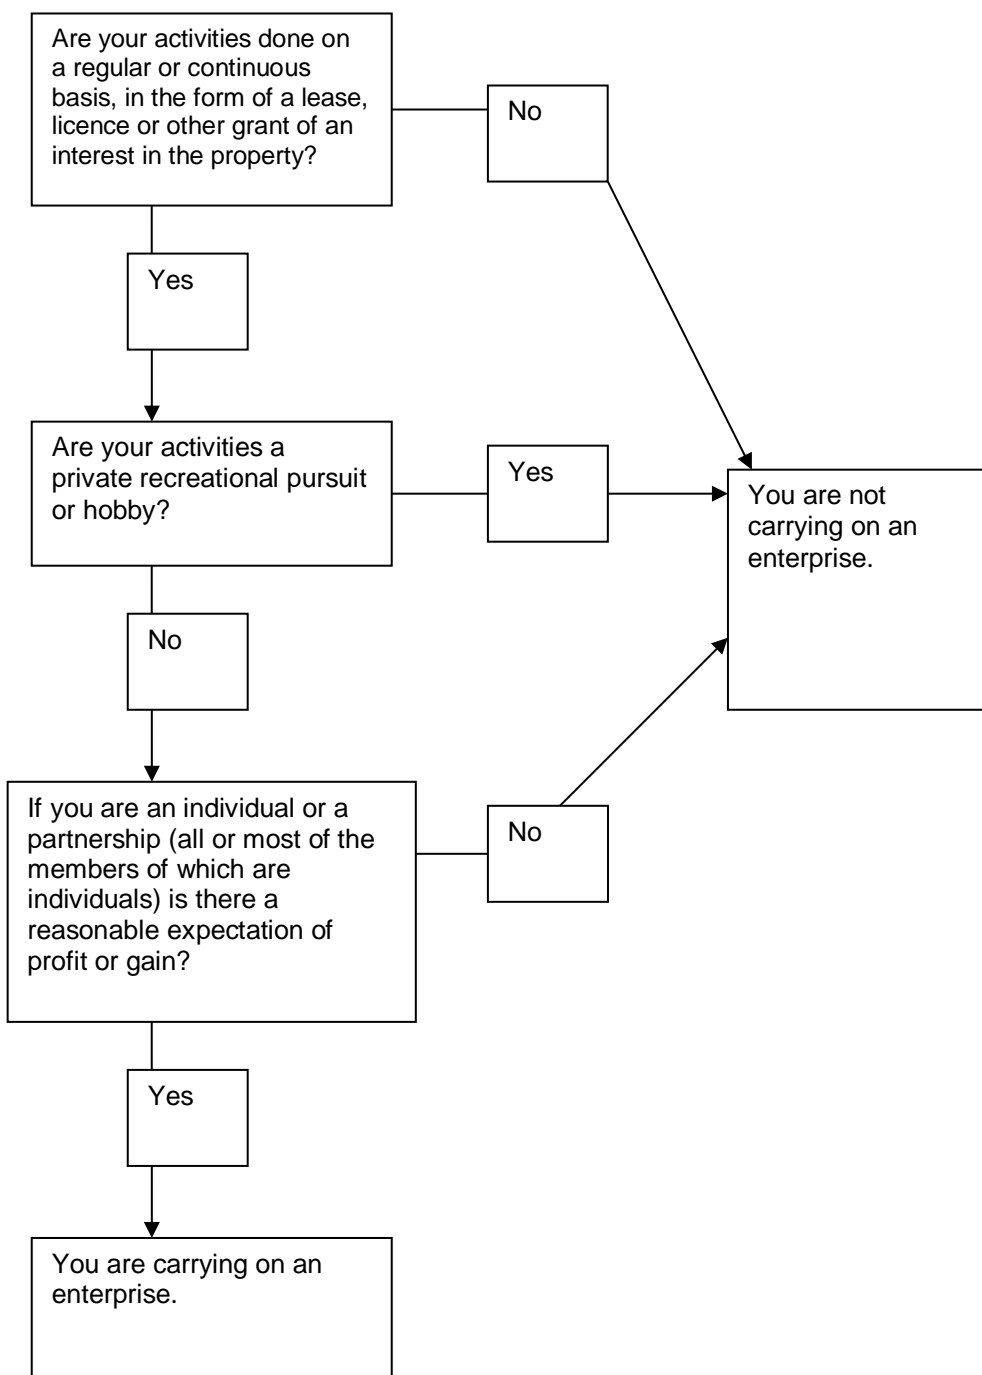 Are your activities done on
a regular or continuous
basis, in the form of a lease,
licence or other grant of an
interest in the property?
No
Yes
Are your activities a
private recreational pursuit
or hobby?
Yes
You are not
carrying on an
enterprise.
No
If you are an individual or a
partnership (all or most of the
members of which are
individuals) is there a
reasonable expectation of
profit or gain?
No
Yes
You are carrying on an
enterprise.